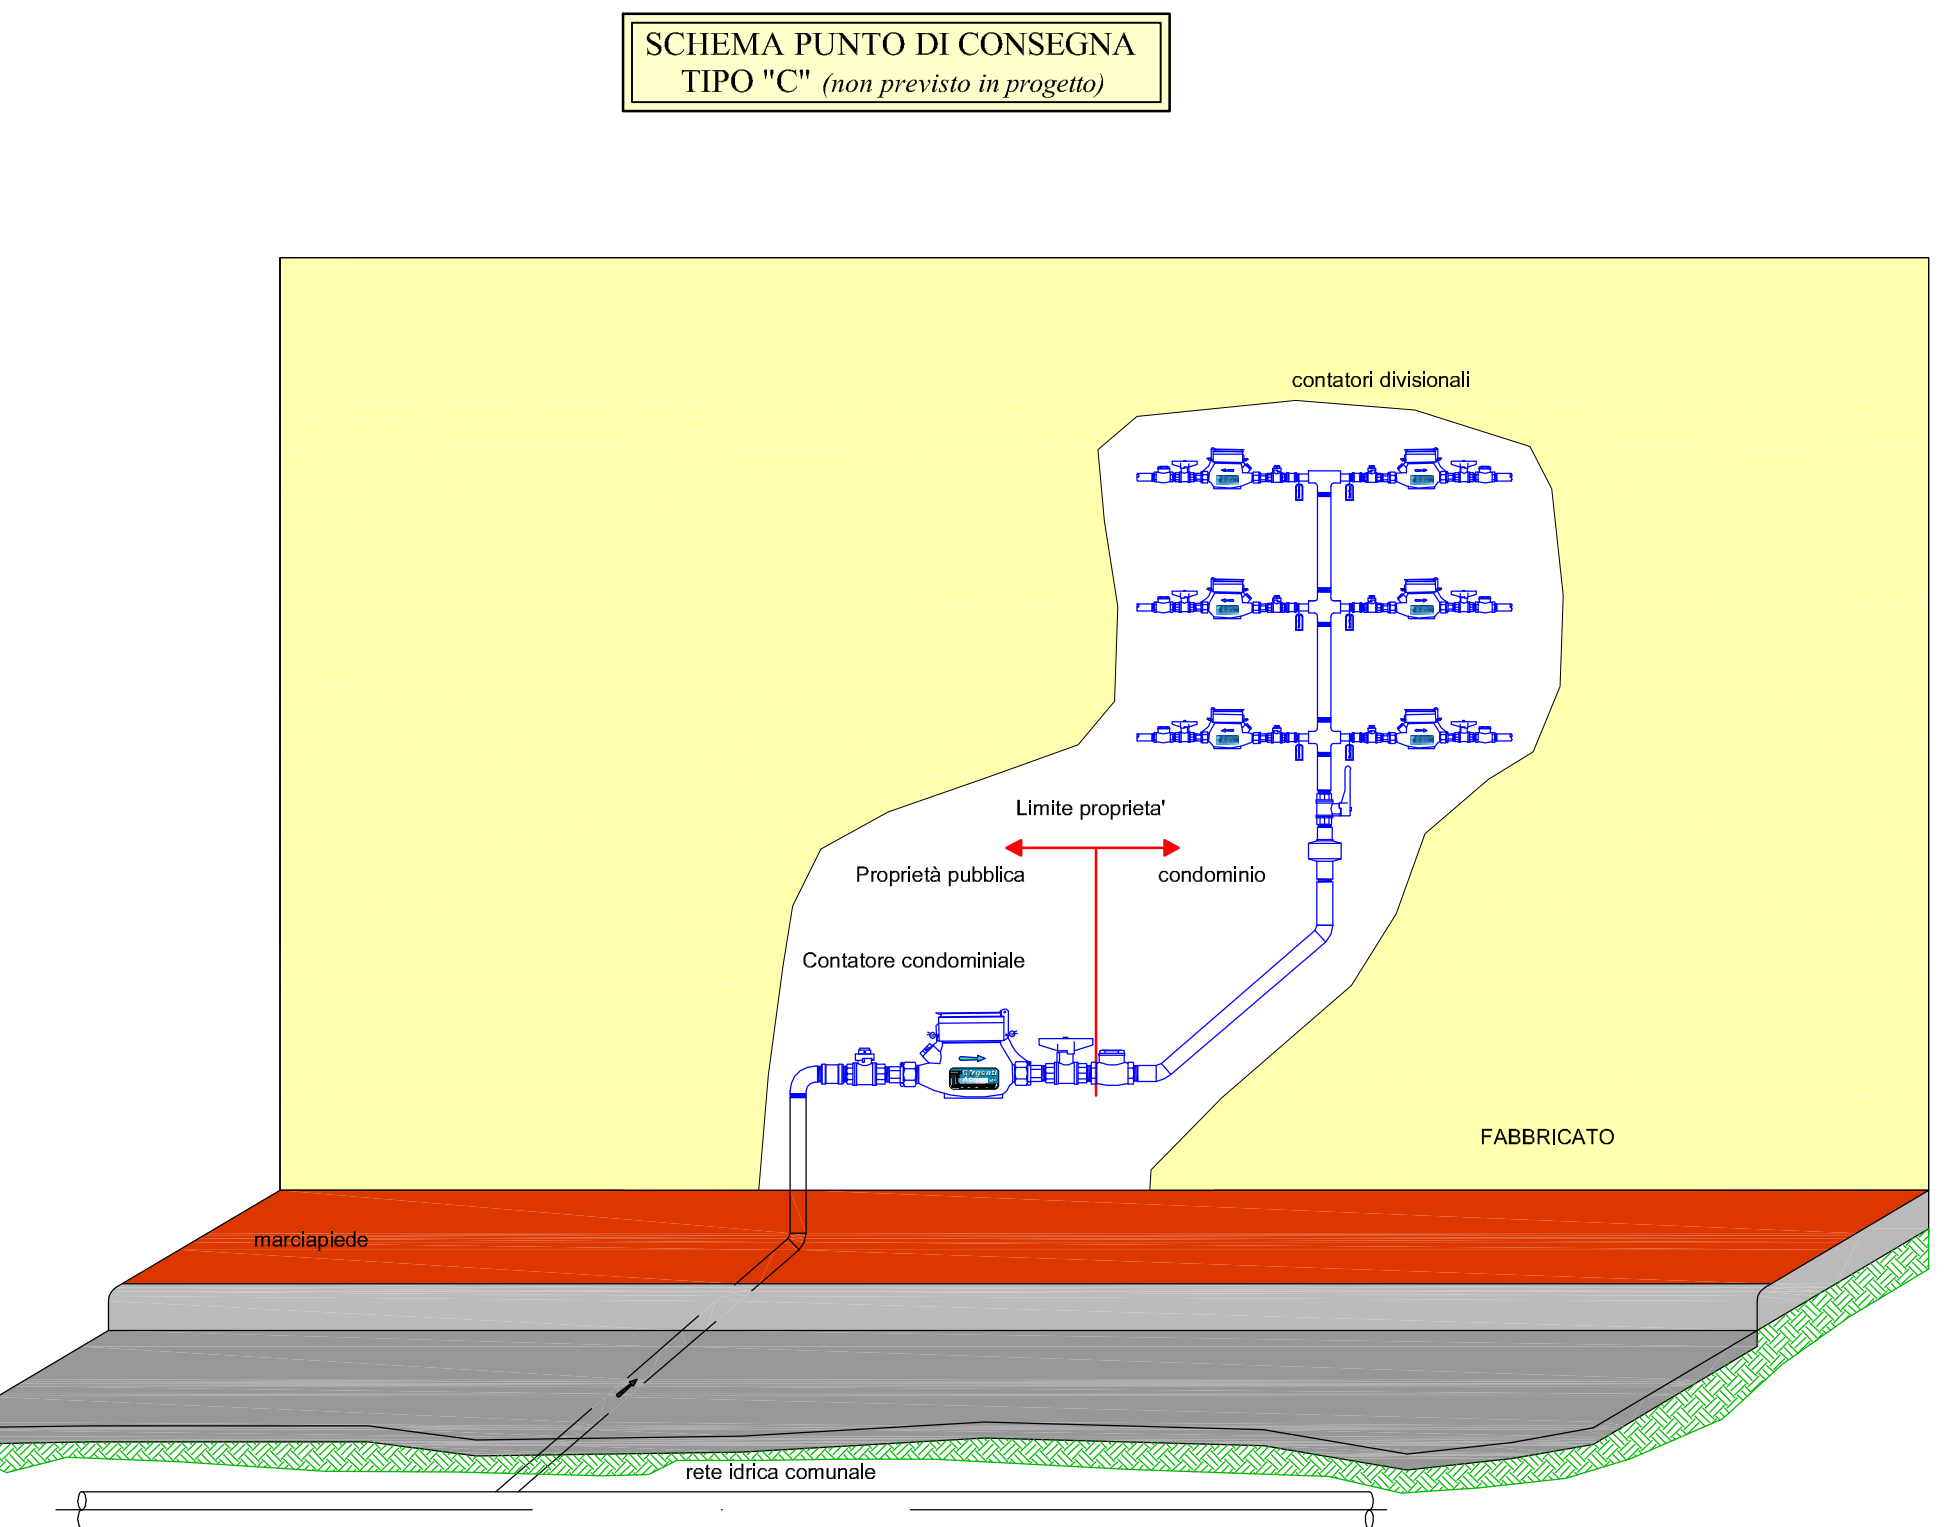 SCHEMA PUNTO DI CONSEGNA
TIPO "C" (non previsto in progetto)
contatori divisionali
Limite proprieta'
Proprietà pubblica
condominio
Contatore condominiale
FABBRICATO
marciapiede
rete idrica comunale